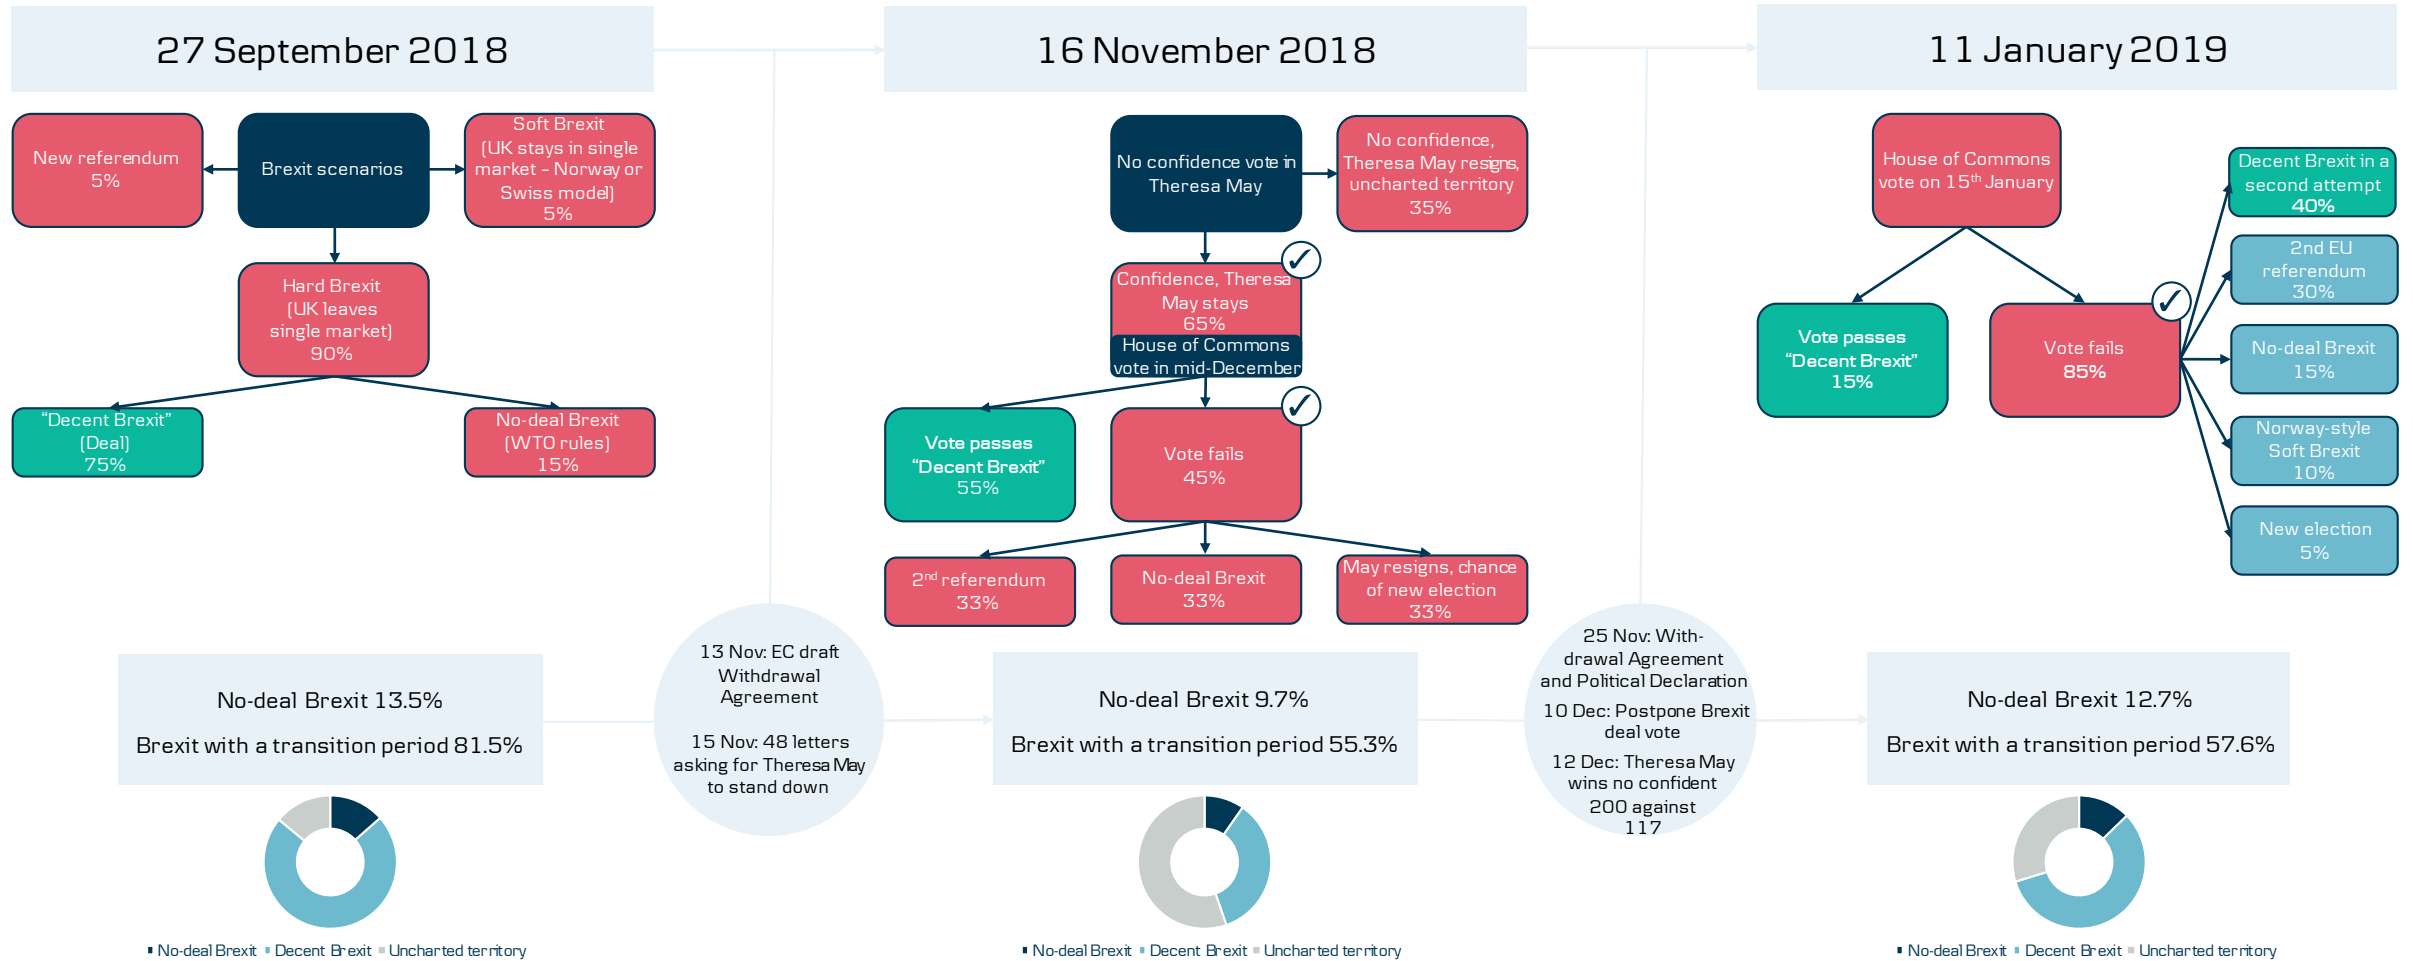 27 September 2018
New referendum
5%
Brexit scenarios
Soft Brexit
(UK stays in single
market – Norway or
Swiss model)
5%
Hard Brexit
(UK leaves
single market)
90%
“Decent Brexit”
(Deal)
75%
No-deal Brexit
(WTO rules)
15%
No-deal Brexit 13.5%
Brexit with a transition period 81.5%
No-deal Brexit Decent Brexit Uncharted territory
13 Nov: EC draft
Withdrawal
Agreement
15 Nov: 48 letters
asking for Theresa May
to stand down
16 November 2018
No confidence vote in
Theresa May
No confidence,
Theresa May resigns,
uncharted territory
35%
Confidence, Theresa
May stays
65%
House of Commons
vote in mid-December
Vote passes
“Decent Brexit”
55%
Vote fails
45%
2nd referendum
33%
No-deal Brexit
33%
May resigns, chance
of new election
33%
No-deal Brexit 9.7%
Brexit with a transition period 55.3%
No-deal Brexit Decent Brexit Uncharted territory
25 Nov: With-
drawal Agreement
and Political Declaration
10 Dec: Postpone Brexit
deal vote
12 Dec: Theresa May
wins no confident
200 against
117
11 January 2019
House of Commons
vote on 15th January
Vote passes
“Decent Brexit”
15%
Vote fails
85%
Decent Brexit in a
second attempt
40%
2nd EU
referendum
30%
No-deal Brexit
15%
Norway-style
Soft Brexit
10%
New election
5%
No-deal Brexit 12.7%
Brexit with a transition period 57.6%
No-deal Brexit Decent Brexit Uncharted territory